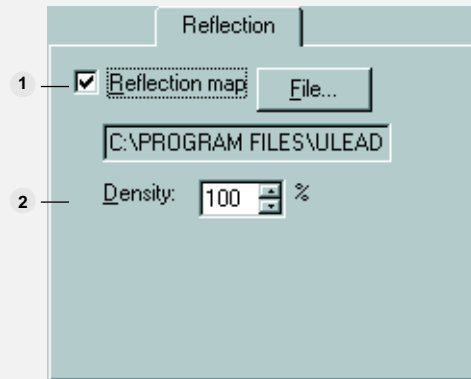 Reflection
1 Reflection map File...
C:\PROGRAM FILES\ULEAD
2 Density: 100 %